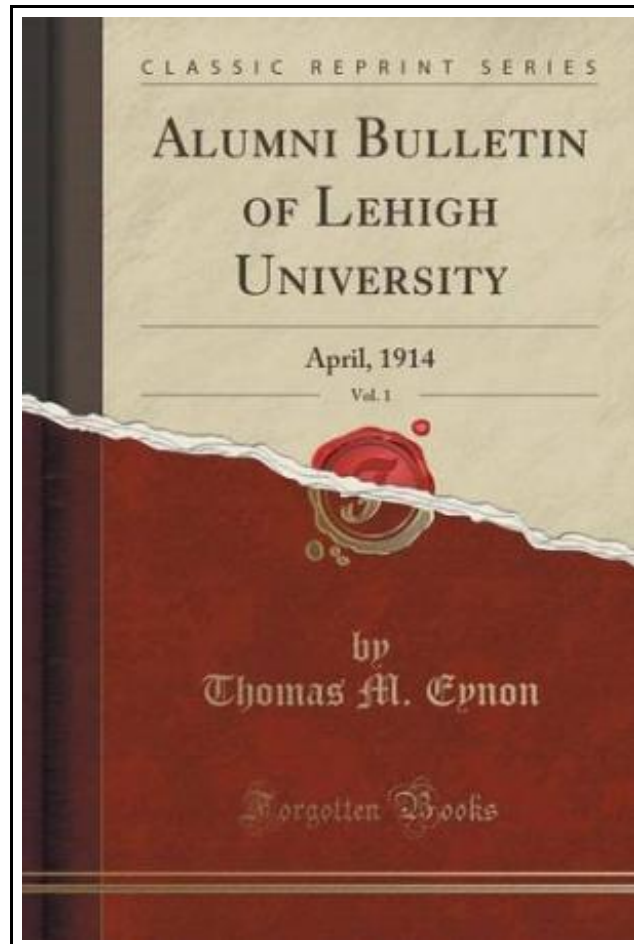 CLASSIC REPRINT SERIES
ALUMNI BULLETIN
OF LEHIGH
UNIVERSITY
April, 1914
Vol. 1
by
Thomas M. Eynon
Forgotten Books